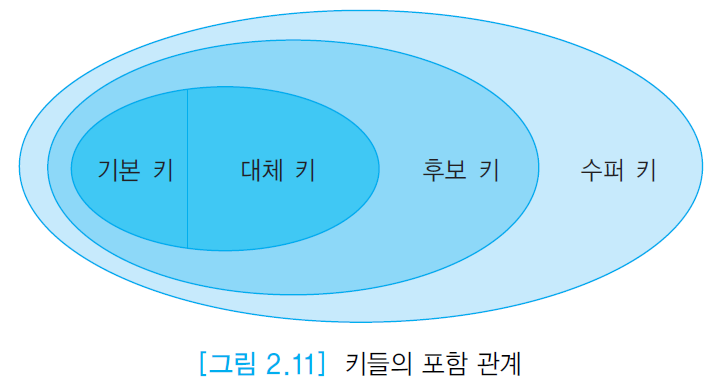 기본 키 대체 키 후보 키 수퍼 키
[그림 2.11] 키들의 포함 관계